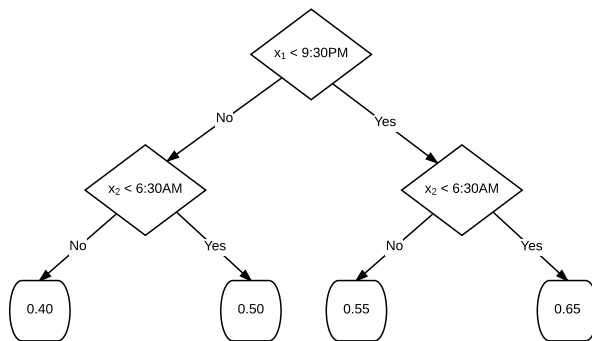 x₁ < 9:30PM
No
Yes
x₂ < 6:30AM
x₂ < 6:30AM
No
Yes
No
Yes
0.40
0.50
0.55
0.65